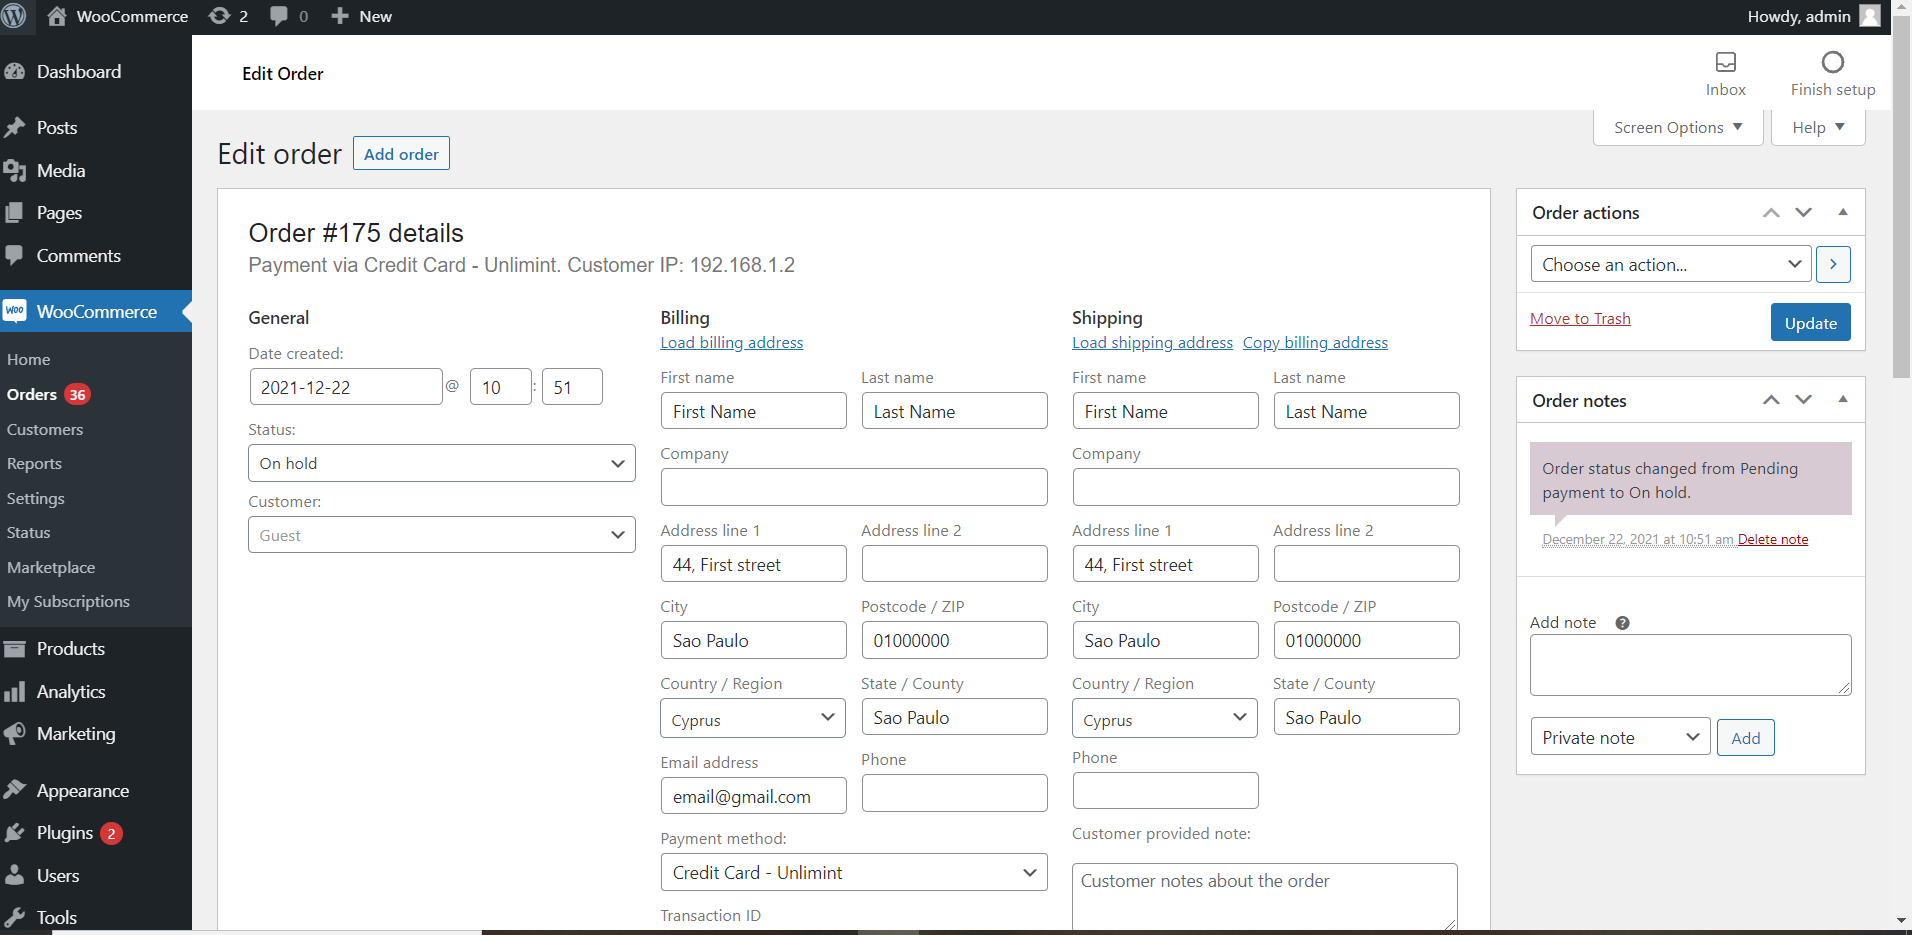 WooCommerce 2 0 New Howdy, admin
Dashboard
Posts
Media
Pages
Comments
WooCommerce
Home
Orders 36
Customers
Reports
Settings
Status
Marketplace
My Subscriptions
Products
Analytics
Marketing
Appearance
Plugins 2
Users
Tools
Edit Order
Inbox
Finish setup
Screen Options
Help
Edit order
Add order
Order #175 details
Payment via Credit Card - Unlimint. Customer IP: 192.168.1.2
General
Date created:
2021-12-22 @ 10 : 51
Status:
On hold
Customer:
Guest
Billing
Load billing address
First name Last name
First Name Last Name
Company
Address line 1 Address line 2
44, First street
City Postcode / ZIP
Sao Paulo 01000000
Country / Region State / County
Cyprus Sao Paulo
Email address Phone
email@gmail.com
Payment method:
Credit Card - Unlimint
Transaction ID
Shipping
Load shipping address Copy billing address
First name Last name
First Name Last Name
Company
Address line 1 Address line 2
44, First street
City Postcode / ZIP
Sao Paulo 01000000
Country / Region State / County
Cyprus Sao Paulo
Phone
Customer provided note:
Customer notes about the order
Order actions
Choose an action...
Move to Trash
Update
Order notes
Order status changed from Pending
payment to On hold.
December 22, 2021 at 10:51 am Delete note
Add note ?
Private note
Add